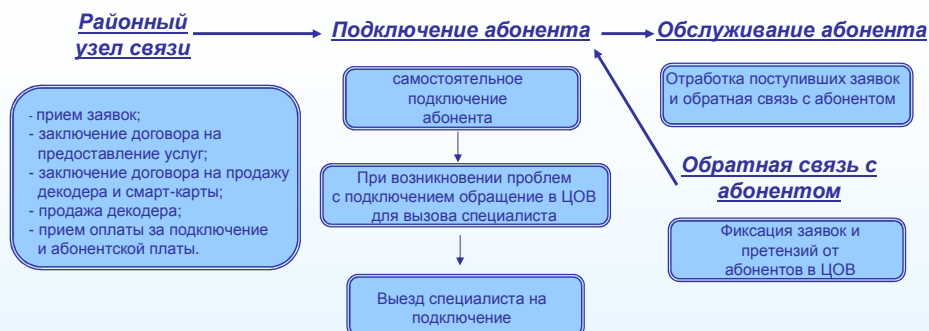 Районный
узел связи
Подключение абонента
Обслуживание абонента
- прием заявок;
- заключение договора на
предоставление услуг;
- заключение договора на продажу
декодера и смарт-карты;
- продажа декодера;
- прием оплаты за подключение
и абонентской платы.
самостоятельное
подключение
абонента
При возникновении проблем
с подключением обращение в ЦОВ
для вызова специалиста
Выезд специалиста на
подключение
Отработка поступивших заявок
и обратная связь с абонентом
Обратная связь с
абонентом
Фиксация заявок и
претензий от
абонентов в ЦОВ